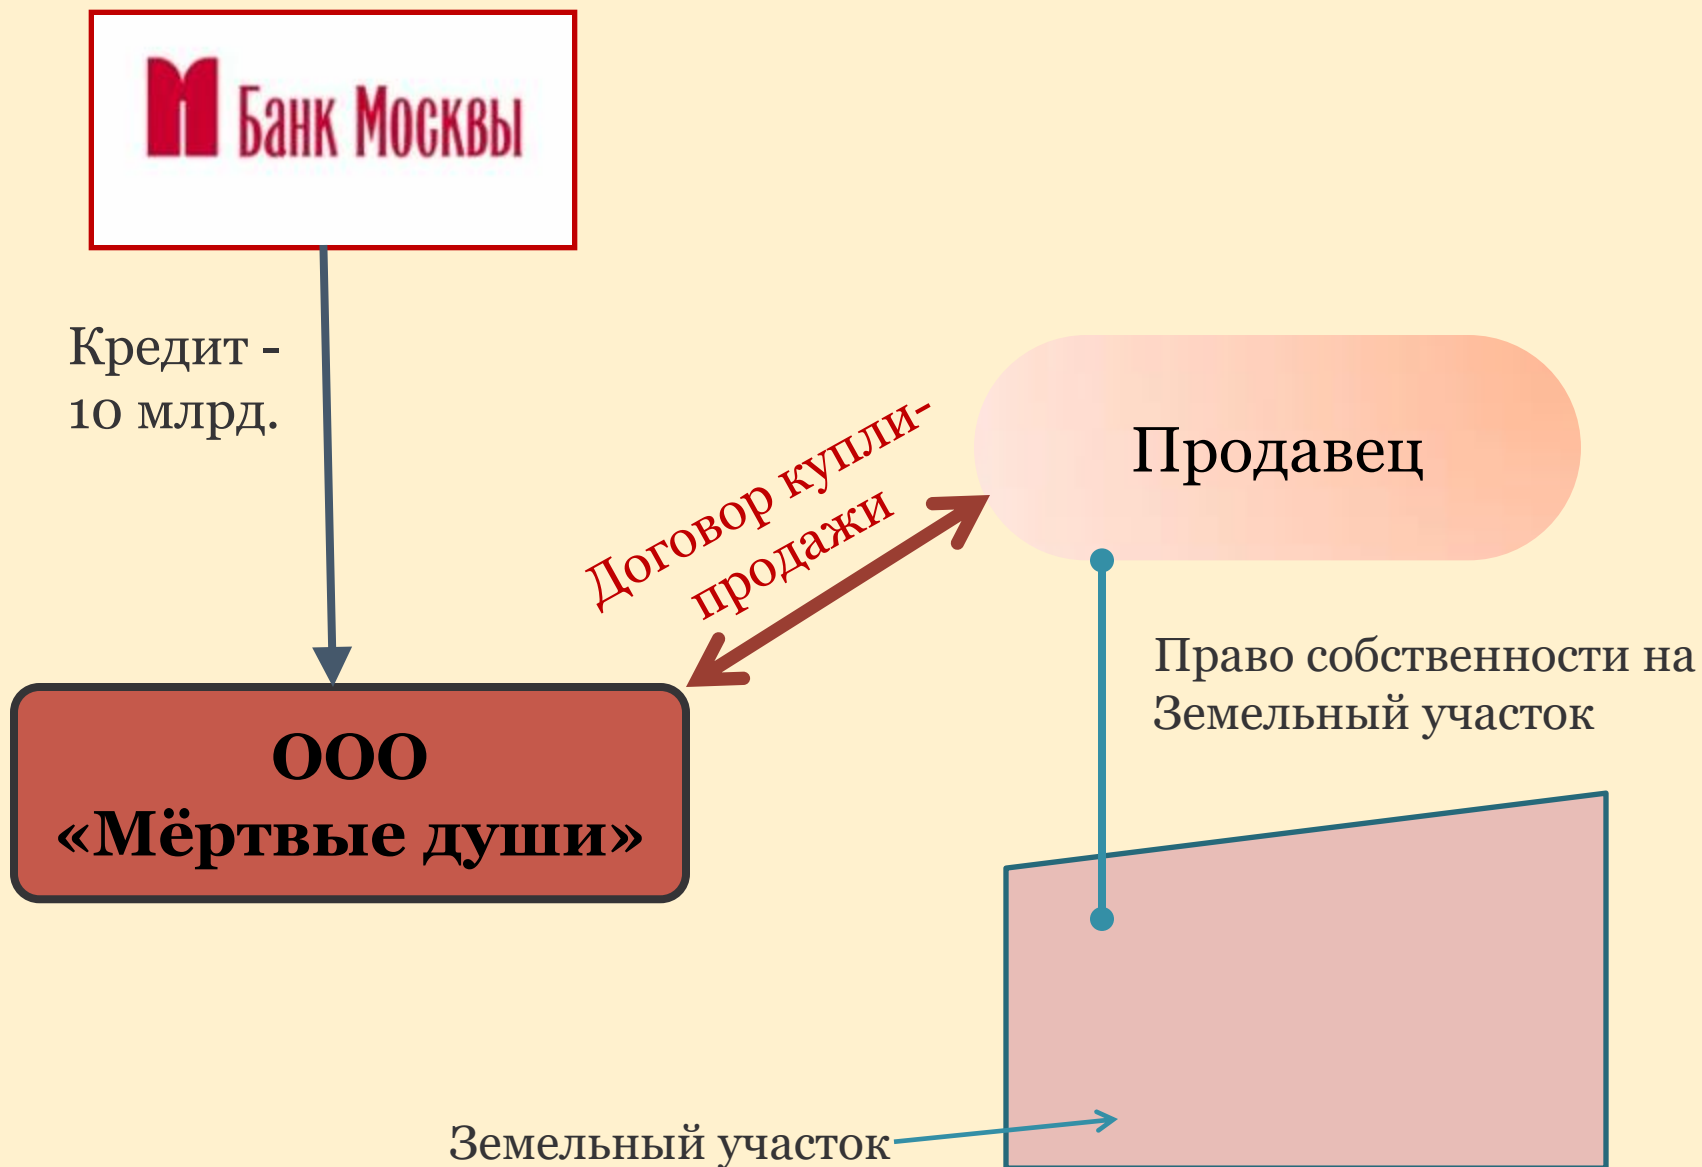 Банк Москвы
Кредит -
10 млрд.
Договор купли-
продажи
Продавец
Право собственности на
Земельный участок
ООО
«Мёртвые души»
Земельный участок